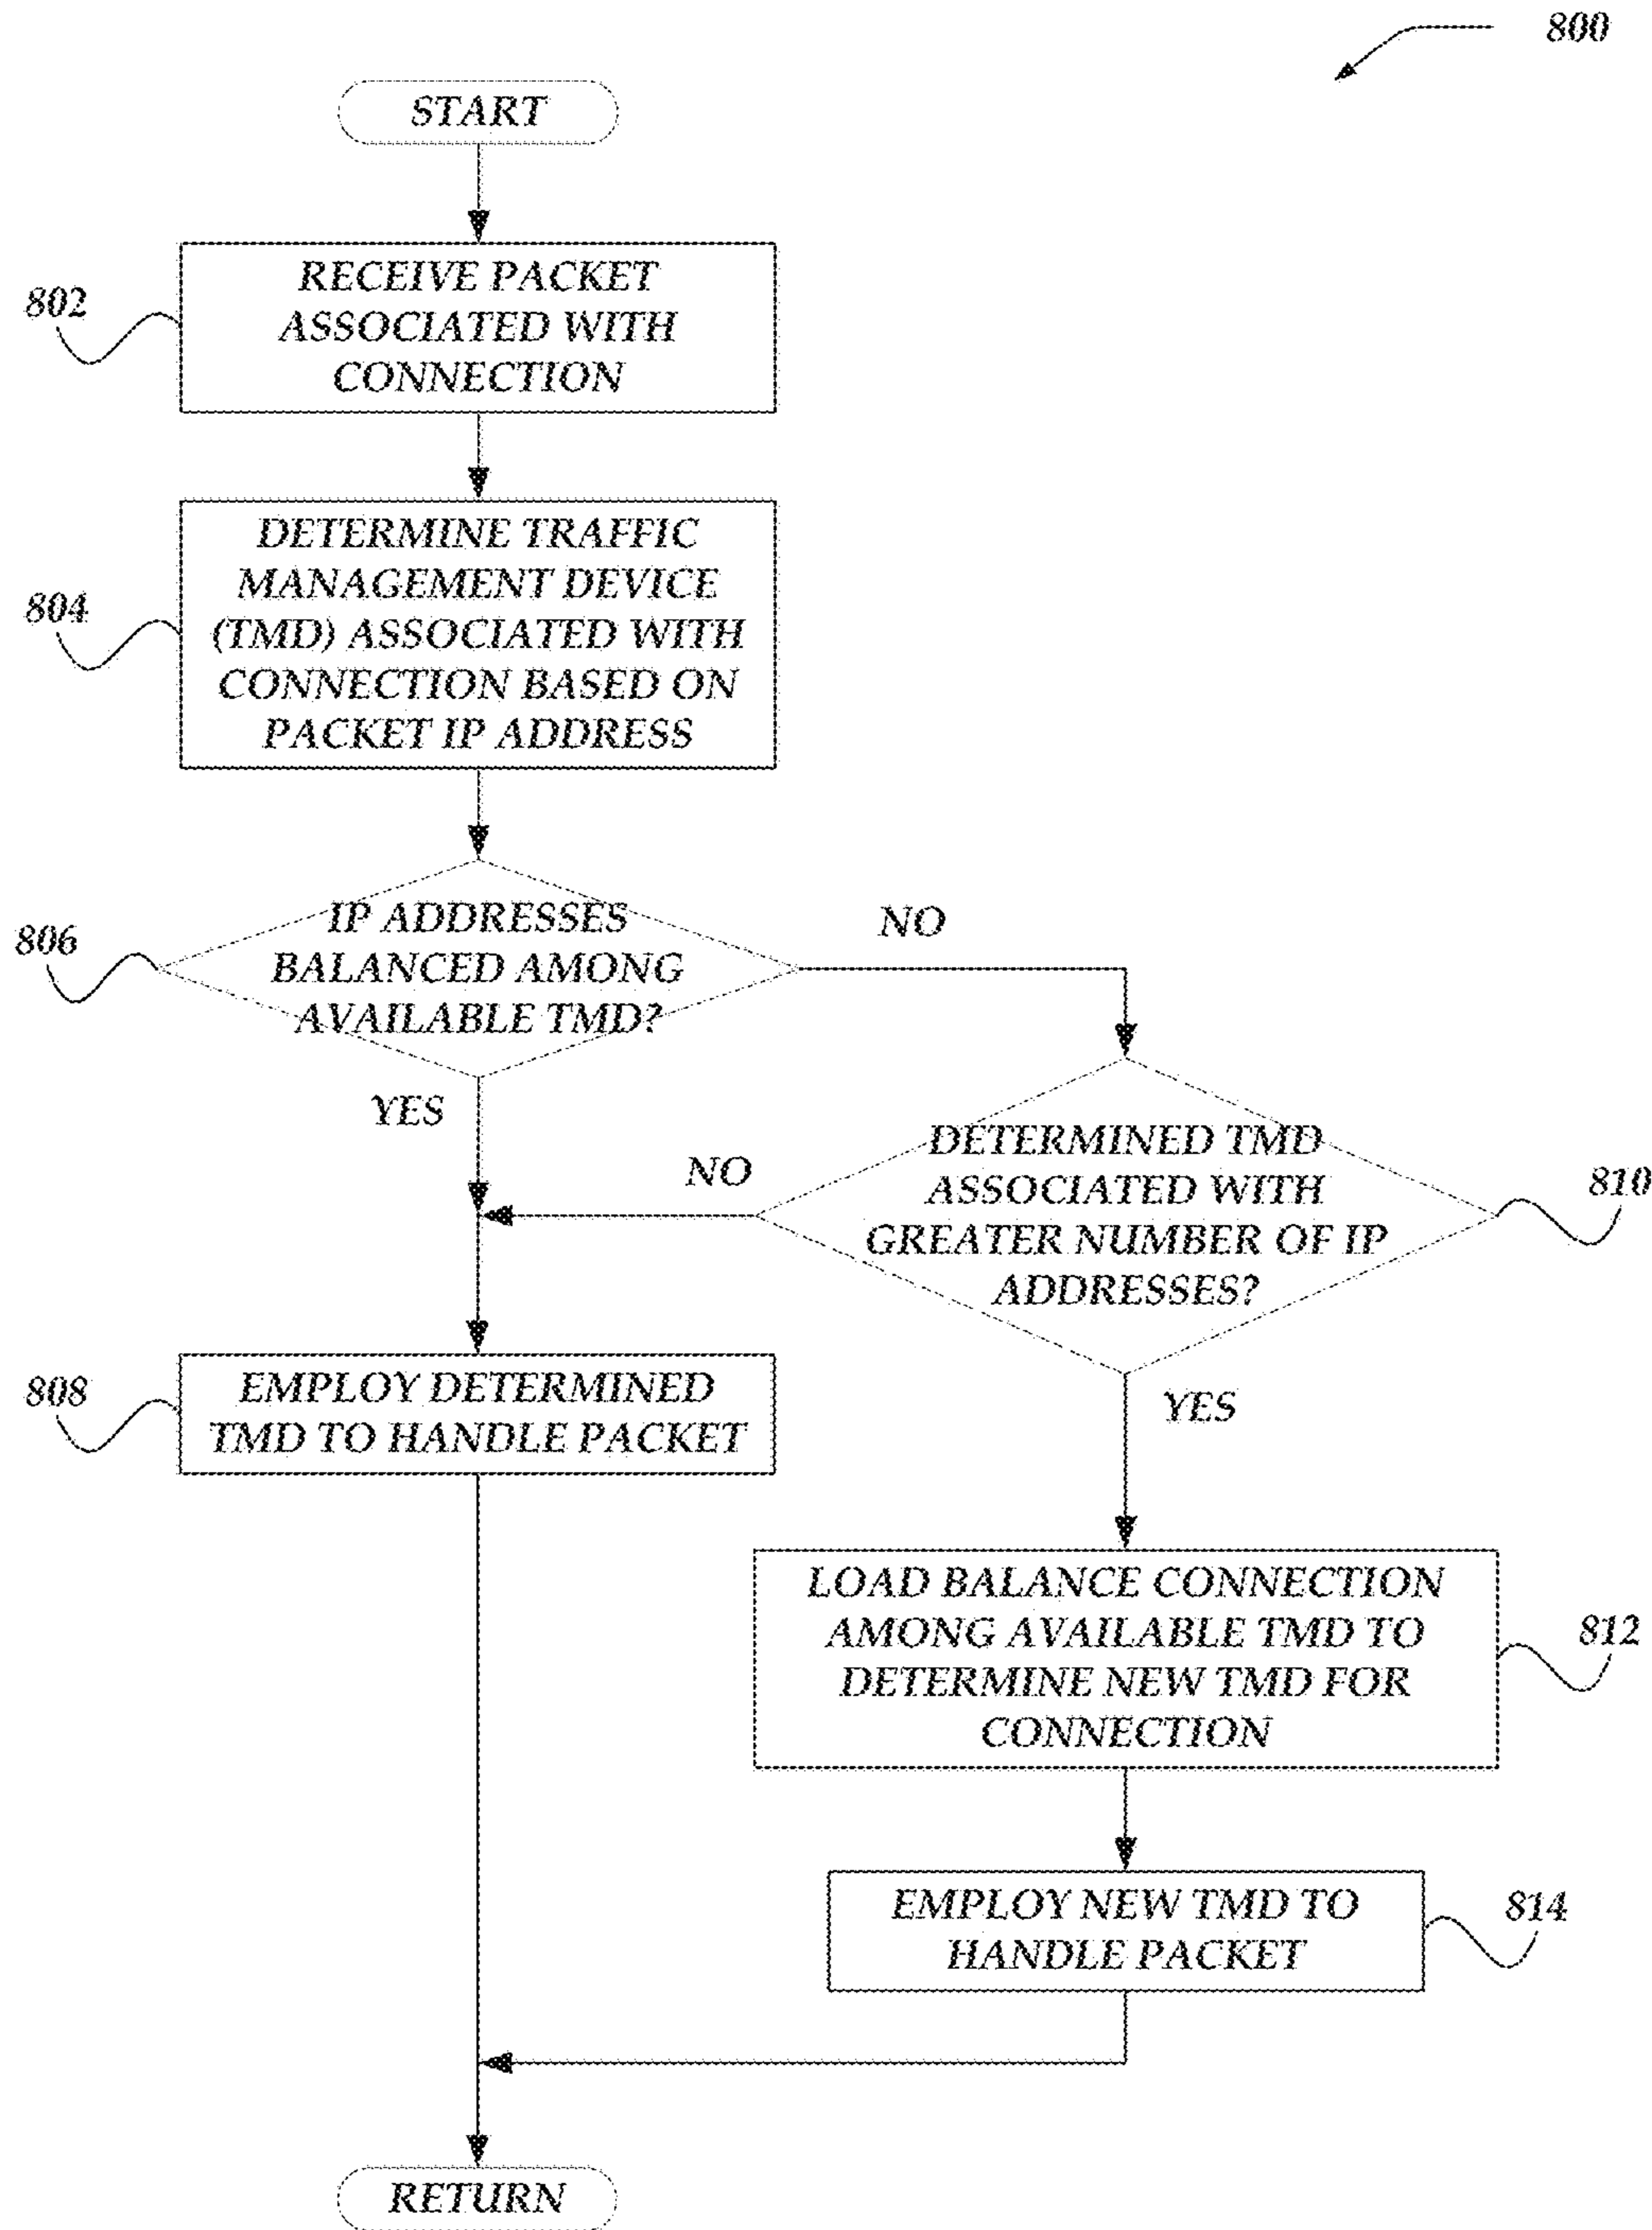 800
START
802
RECEIVE PACKET
ASSOCIATED WITH
CONNECTION
804
DETERMINE TRAFFIC
MANAGEMENT DEVICE
(TMD) ASSOCIATED WITH
CONNECTION BASED ON
PACKET IP ADDRESS
806
IP ADDRESSES
BALANCED AMONG
AVAILABLE TMD?
NO
YES
NO
DETERMINED TMD
ASSOCIATED WITH
GREATER NUMBER OF IP
ADDRESSES?
810
YES
808
EMPLOY DETERMINED
TMD TO HANDLE PACKET
LOAD BALANCE CONNECTION
AMONG AVAILABLE TMD TO
DETERMINE NEW TMD FOR
CONNECTION
812
EMPLOY NEW TMD TO
HANDLE PACKET
814
RETURN